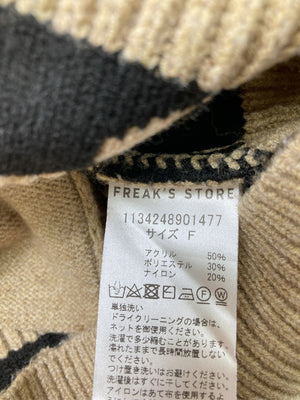 FREAK'S STORE
1134248901477
サイズ F
アクリル 50%
ポリエステル 30%
ナイロン 20%
単独洗い
ドライクリーニングの場合は、
ネットを御使用ください。
洗濯で多少縮むことがあります。
濡れたままで長時間放置
しないでください。
つけ置き洗いはお避けください。
洗濯後はすぐに干してください。
アイロンはあて布を使用する